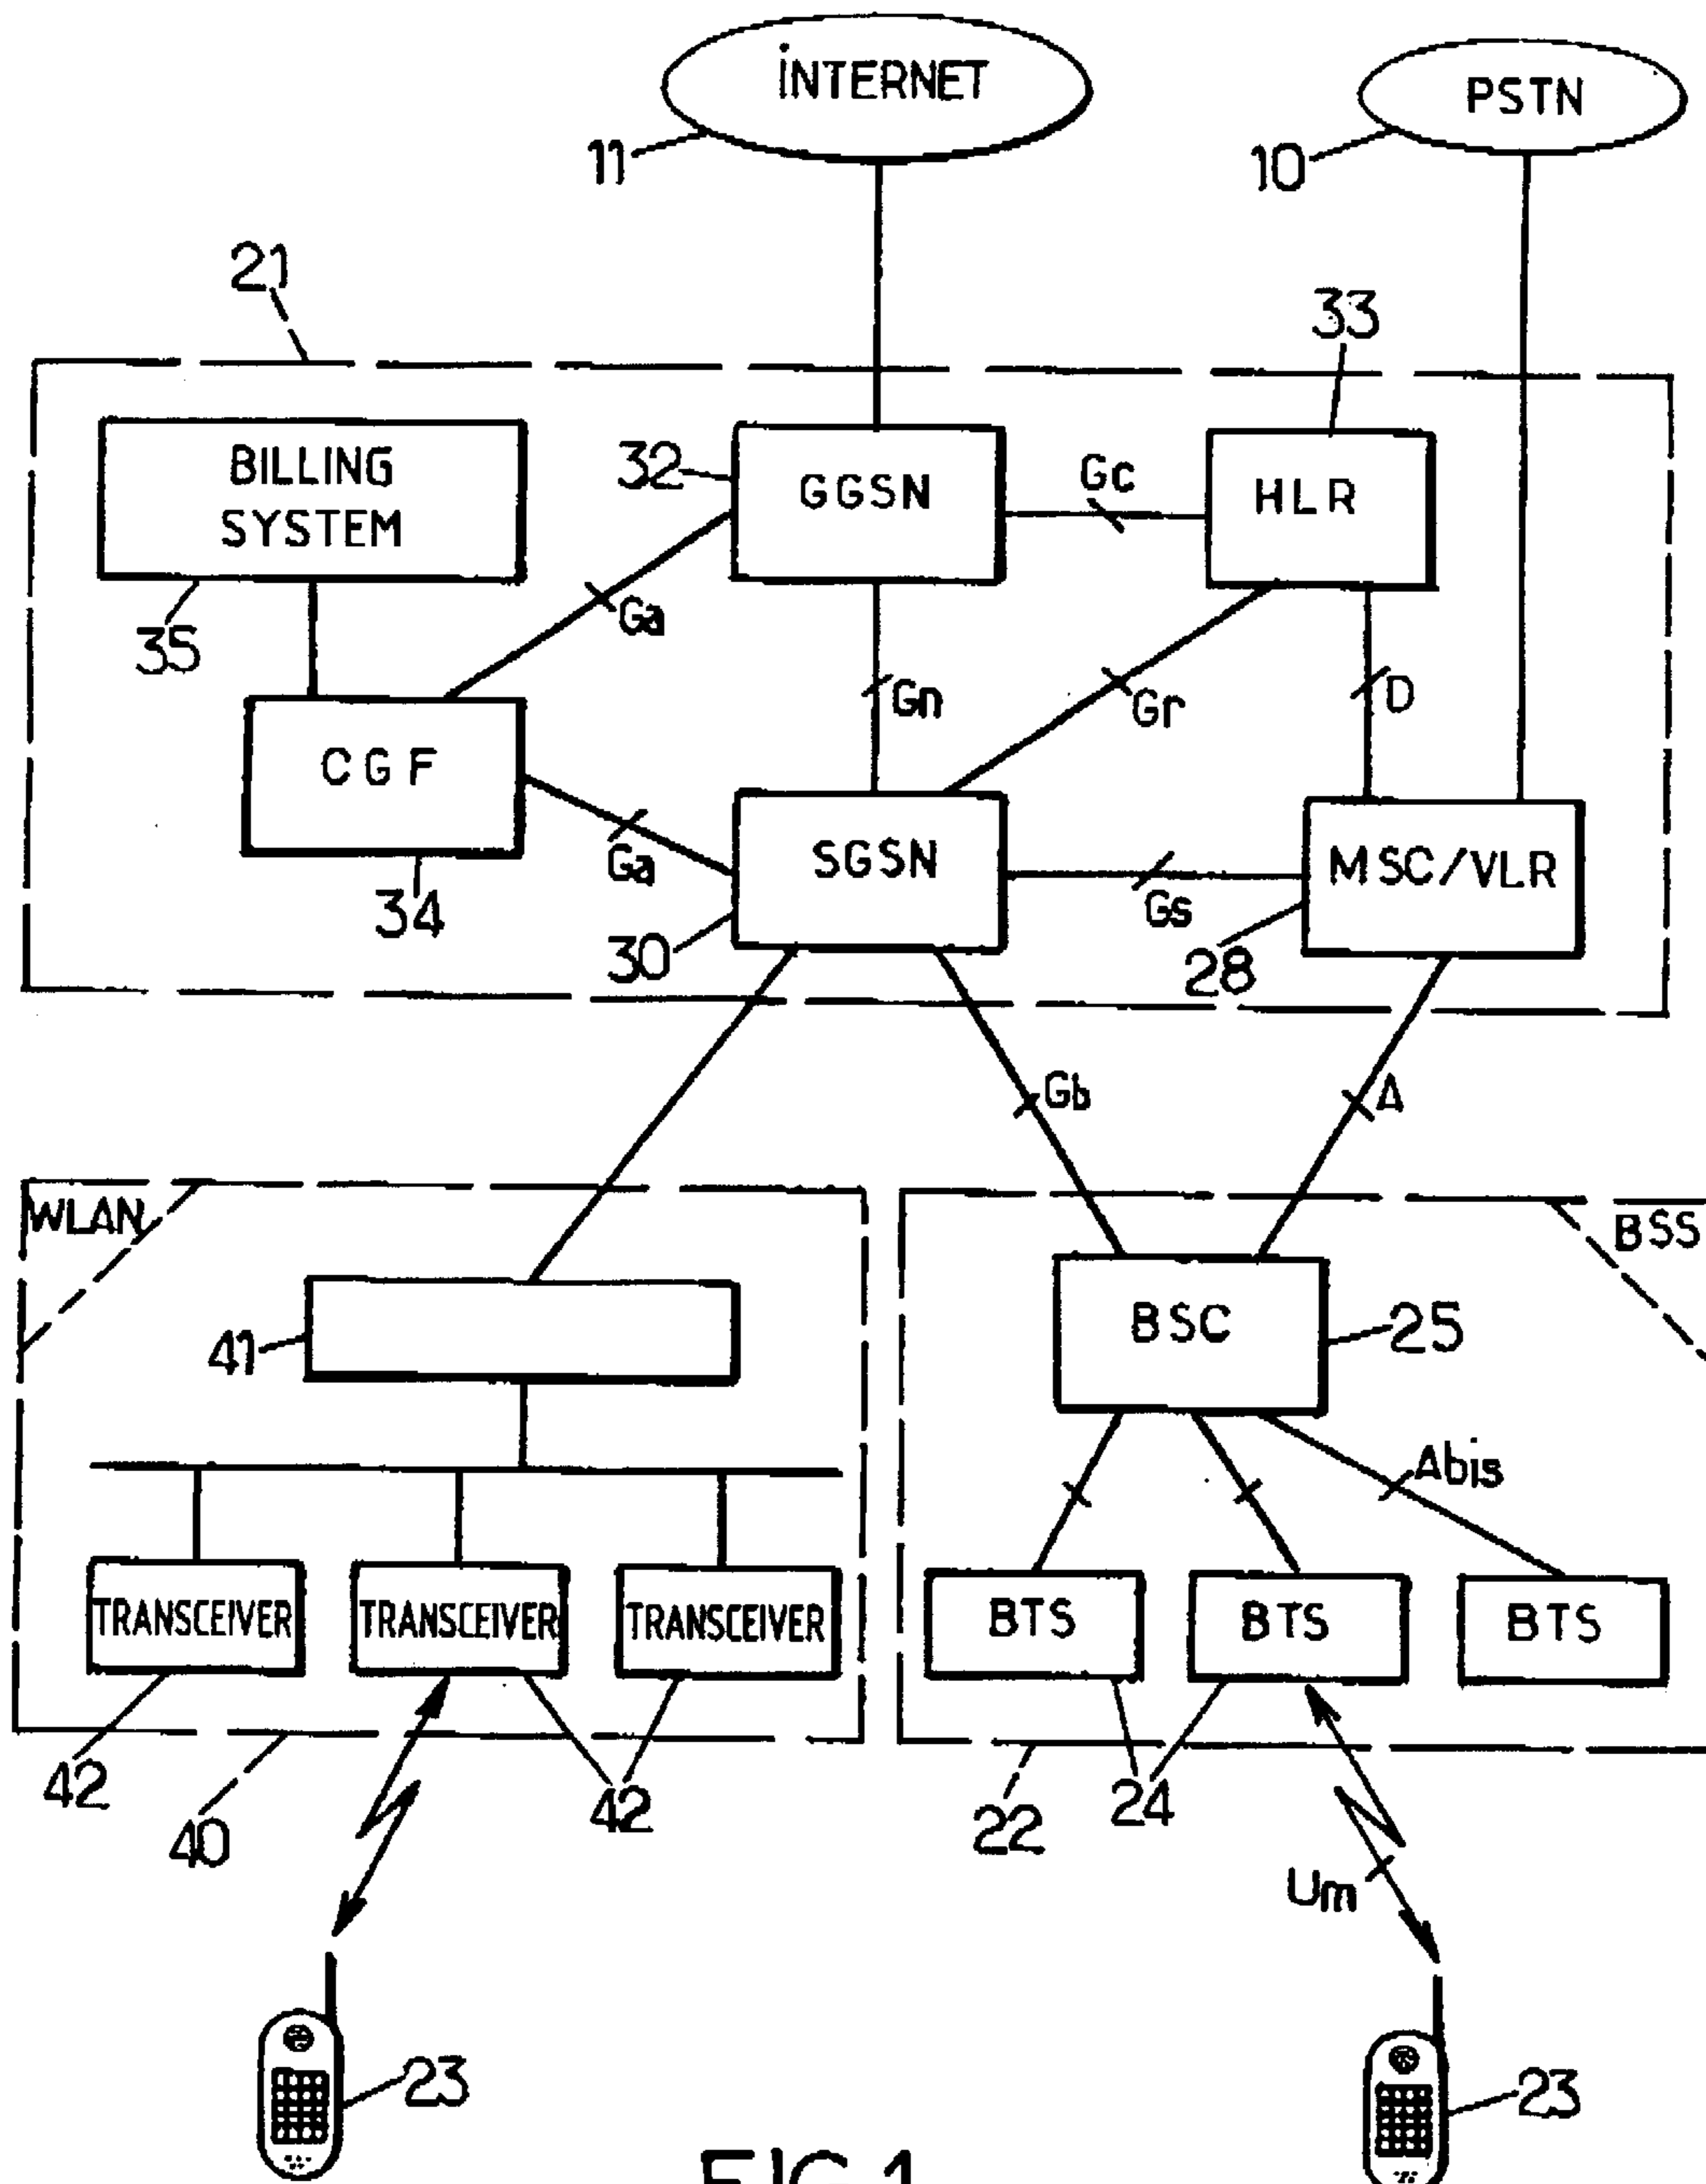 INTERNET
PSTN
11
10
21
33
BILLING
SYSTEM
32
GGSN
Gc
HLR
35
Ga
Gn
Gr
D
CGF
SGSN
MSC/VLR
Ga
Gs
34
30
28
Gb
A
WLAN
BSS
BSC
25
41
Abis
TRANSCEIVER
TRANSCEIVER
TRANSCEIVER
BTS
BTS
BTS
42
40
42
22
24
Um
23
23
FIG.1